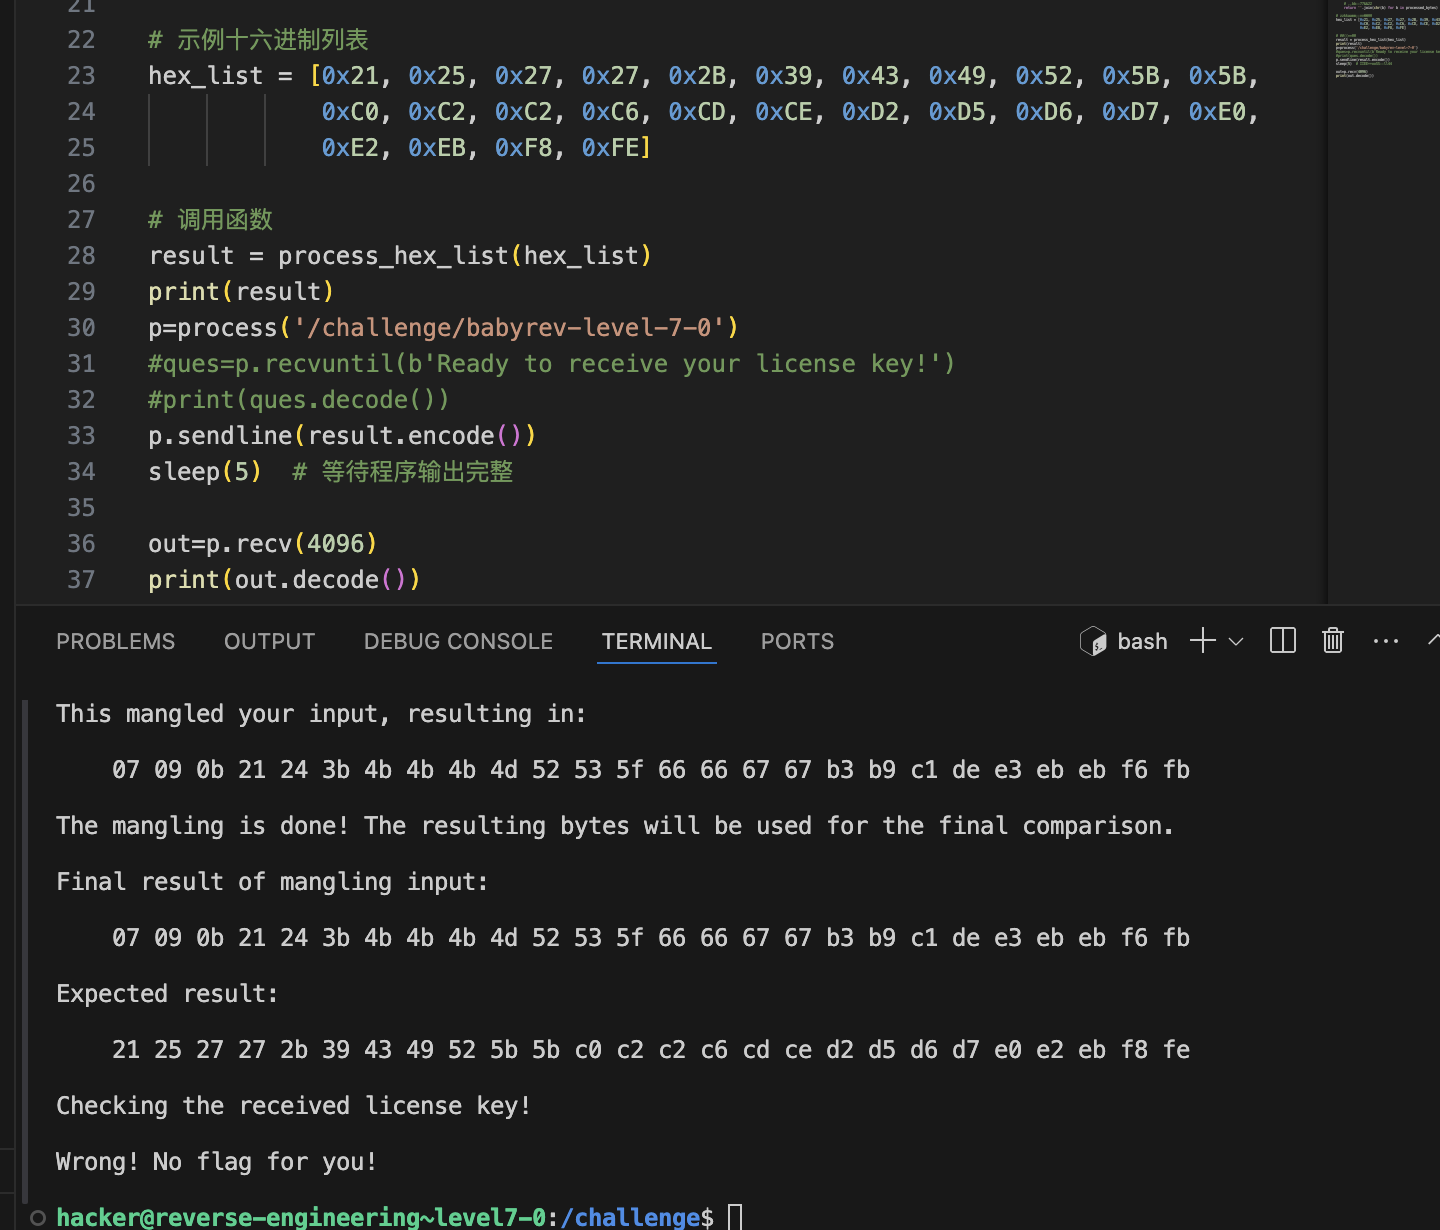 21
22 # 示例十六进制列表
23 hex_list = [0x21, 0x25, 0x27, 0x27, 0x2B, 0x39, 0x43, 0x49, 0x52, 0x5B, 0x5B,
24 0xC0, 0xC2, 0xC2, 0xC6, 0xCD, 0xCE, 0xD2, 0xD5, 0xD6, 0xD7, 0xE0,
25 0xE2, 0xEB, 0xF8, 0xFE]
26
27 # 调用函数
28 result = process_hex_list(hex_list)
29 print(result)
30 p=process('/challenge/babyrev-level-7-0')
31 #ques=p.recvuntil(b'Ready to receive your license key!')
32 #print(ques.decode())
33 p.sendline(result.encode())
34 sleep(5)  # 等待程序输出完整
35
36 out=p.recv(4096)
37 print(out.decode())
PROBLEMS OUTPUT DEBUG CONSOLE TERMINAL PORTS bash
This mangled your input, resulting in:
07 09 0b 21 24 3b 4b 4b 4b 4d 52 53 5f 66 66 67 67 b3 b9 c1 de e3 eb eb f6 fb
The mangling is done! The resulting bytes will be used for the final comparison.
Final result of mangling input:
07 09 0b 21 24 3b 4b 4b 4b 4d 52 53 5f 66 66 67 67 b3 b9 c1 de e3 eb eb f6 fb
Expected result:
21 25 27 27 2b 39 43 49 52 5b 5b c0 c2 c2 c6 cd ce d2 d5 d6 d7 e0 e2 eb f8 fe
Checking the received license key!
Wrong! No flag for you!
hacker@reverse-engineering~level7-0:/challenge$